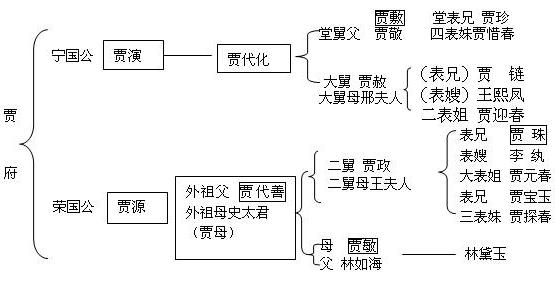 贾府
宁国公 贾演
贾代化
贾敷 堂表兄 贾珍
堂舅父 贾敬 四表妹贾惜春
大舅 贾赦
大舅母邢夫人
（表兄）贾 链
（表嫂）王熙凤
二表姐 贾迎春
荣国公 贾源
外祖父 贾代善
外祖母史太君
（贾母）
二舅 贾政
二舅母王夫人
表兄 贾珠
表嫂 李纨
大表姐 贾元春
表兄 贾宝玉
三表妹 贾探春
母 贾敏
父 林如海
林黛玉